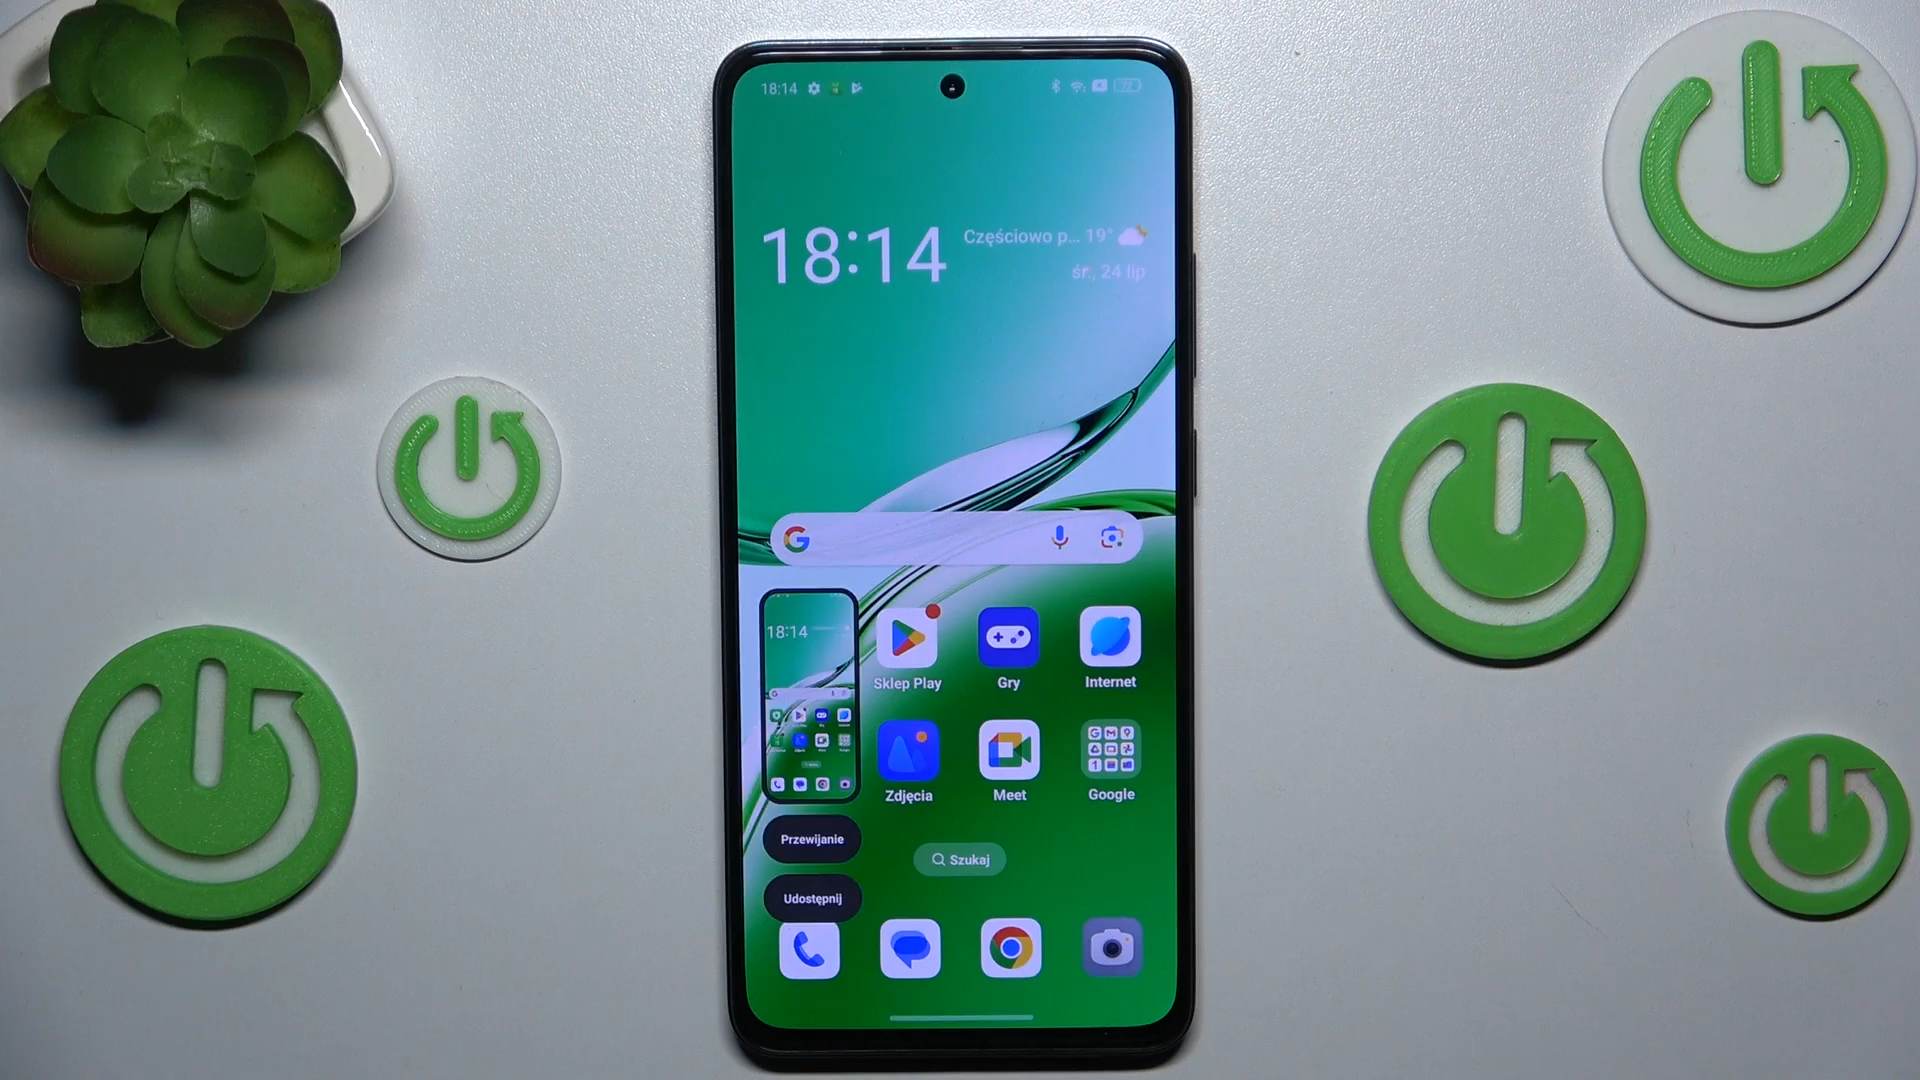 18:14
72
18:14
Częściowo p... 19°
śr., 24 lip
18:14
Sklep Play
Gry
Internet
Zdjęcia
Meet
Google
Przewijanie
Szukaj
Udostępnij